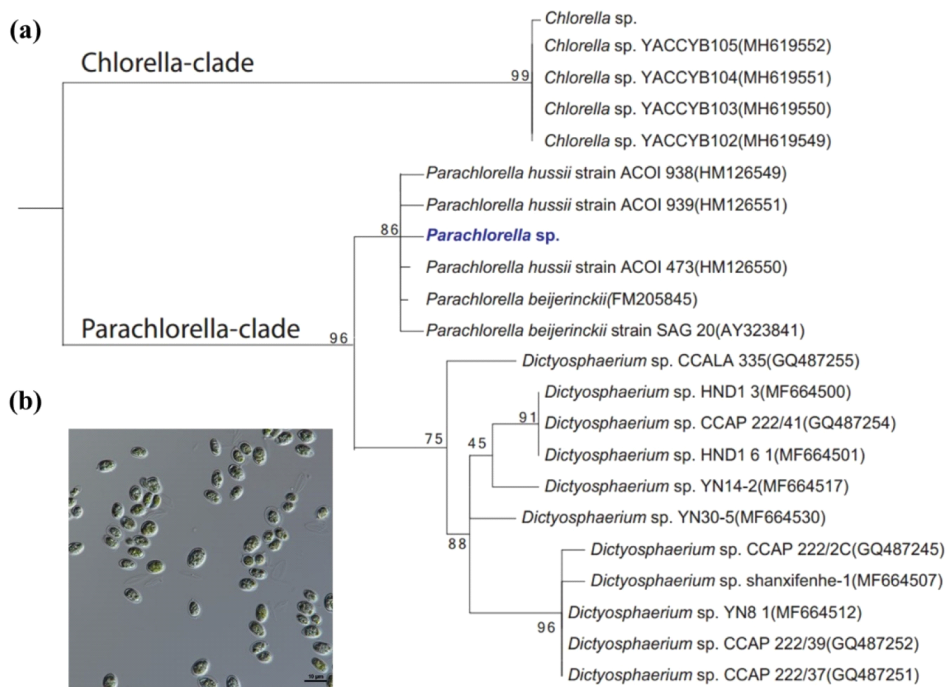 (a)
Chlorella-clade
99
Chlorella sp.
Chlorella sp. YACCYB105(MH619552)
Chlorella sp. YACCYB104(MH619551)
Chlorella sp. YACCYB103(MH619550)
Chlorella sp. YACCYB102(MH619549)
Parachlorella-clade
96
86
Parachlorella hussii strain ACOI 938(HM126549)
Parachlorella hussii strain ACOI 939(HM126551)
Parachlorella sp.
Parachlorella hussii strain ACOI 473(HM126550)
Parachlorella beijerinckii(FM205845)
Parachlorella beijerinckii strain SAG 20(AY323841)
75
Dictyosphaerium sp. CCALA 335(GQ487255)
88
45
91
Dictyosphaerium sp. HND1 3(MF664500)
Dictyosphaerium sp. CCAP 222/41(GQ487254)
Dictyosphaerium sp. HND1 6 1(MF664501)
Dictyosphaerium sp. YN14-2(MF664517)
Dictyosphaerium sp. YN30-5(MF664530)
96
Dictyosphaerium sp. CCAP 222/2C(GQ487245)
Dictyosphaerium sp. shanxifenhe-1(MF664507)
Dictyosphaerium sp. YN8 1(MF664512)
Dictyosphaerium sp. CCAP 222/39(GQ487252)
Dictyosphaerium sp. CCAP 222/37(GQ487251)
(b)
10 μm